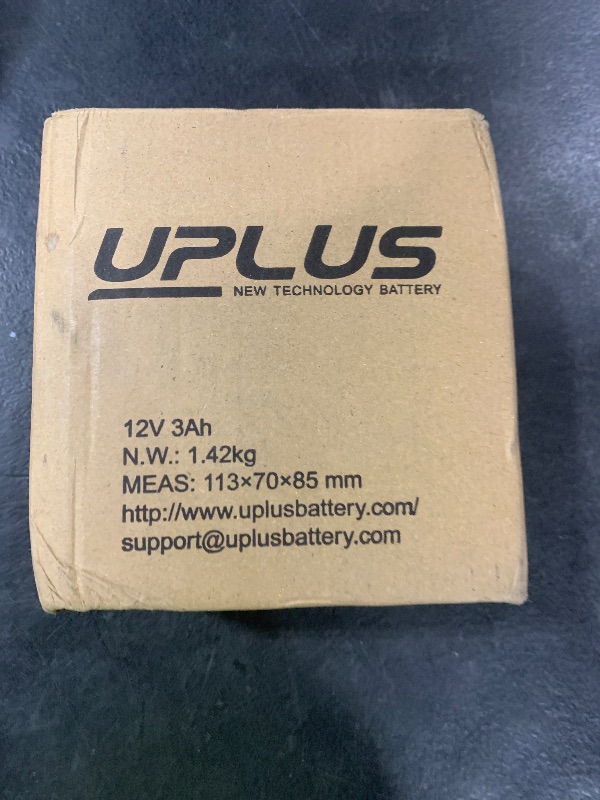 UPLUS
NEW TECHNOLOGY BATTERY
12V 3Ah
N.W.: 1.42kg
MEAS: 113×70×85 mm
http://www.uplusbattery.com/
support@uplusbattery.com